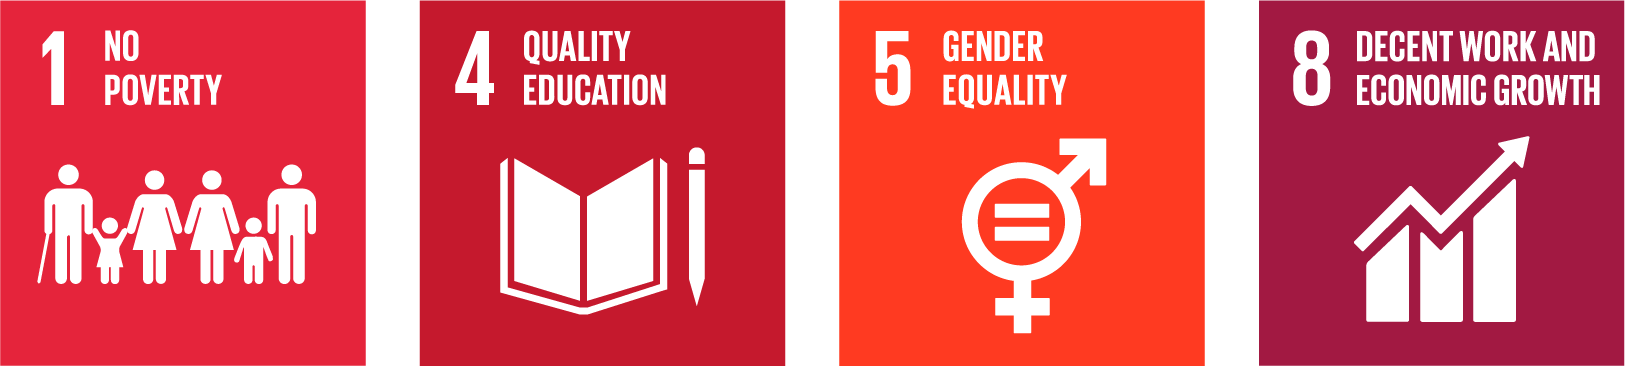 1 NO
POVERTY
4 QUALITY
EDUCATION
5 GENDER
EQUALITY
8 DECENT WORK AND
ECONOMIC GROWTH